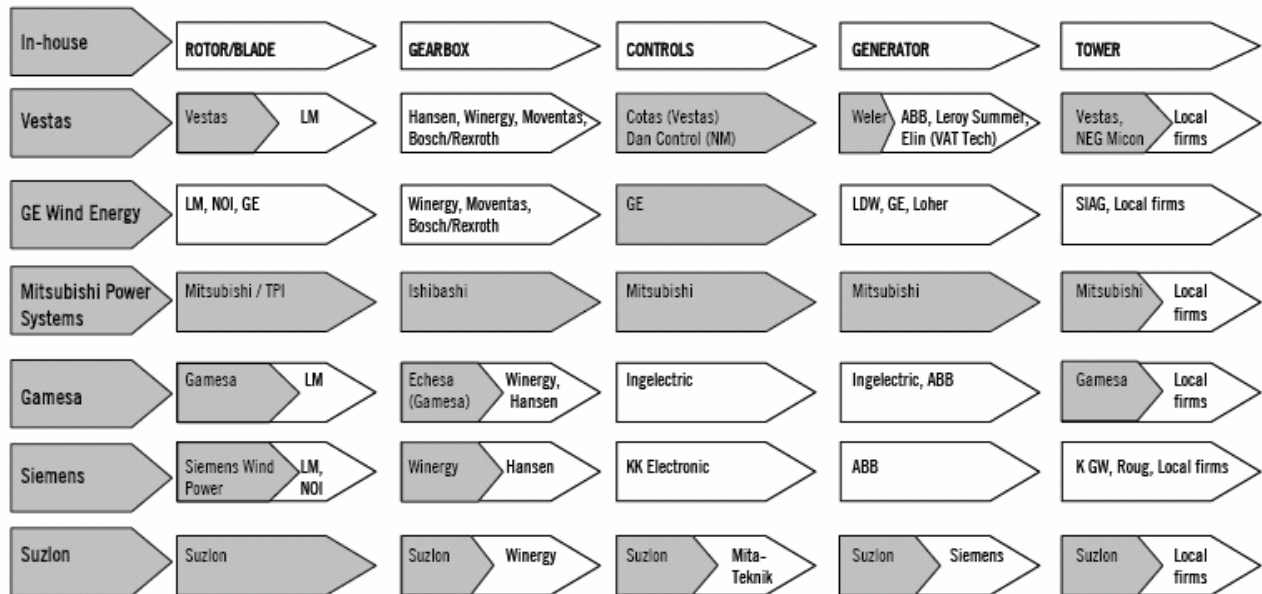 In-house
ROTOR/BLADE
GEARBOX
CONTROLS
GENERATOR
TOWER
Vestas
Vestas
LM
Hansen, Winergy, Moventas,
Bosch/Rexroth
Cotas (Vestas)
Dan Control (NM)
Weler
ABB, Leroy Summer,
Elin (VAT Tech)
Vestas,
NEG Micon
Local
firms
GE Wind Energy
LM, NOI, GE
Winergy, Moventas,
Bosch/Rexroth
GE
LDW, GE, Loher
SIAG, Local firms
Mitsubishi Power
Systems
Mitsubishi / TPI
Ishibashi
Mitsubishi
Mitsubishi
Mitsubishi
Local
firms
Gamesa
Gamesa
LM
Echesa
(Gamesa)
Winergy,
Hansen
Ingelectric
Ingelectric, ABB
Gamesa
Local
firms
Siemens
Siemens Wind
Power
LM,
NOI
Winergy
Hansen
KK Electronic
ABB
K GW, Roug, Local firms
Suzlon
Suzlon
Suzlon
Winergy
Suzlon
Mita-
Teknik
Suzlon
Siemens
Suzlon
Local
firms